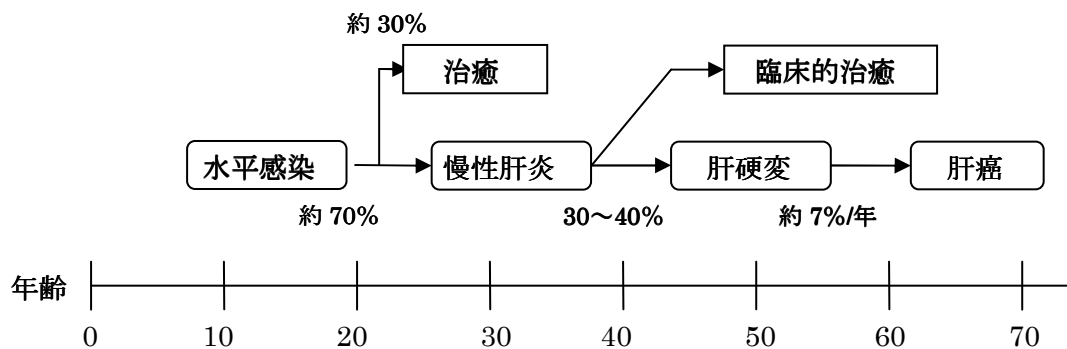 約 30%
治癒
臨床的治癒
水平感染
慢性肝炎
肝硬変
肝癌
約 70%
30～40%
約 7%/年
年齢
0 10 20 30 40 50 60 70